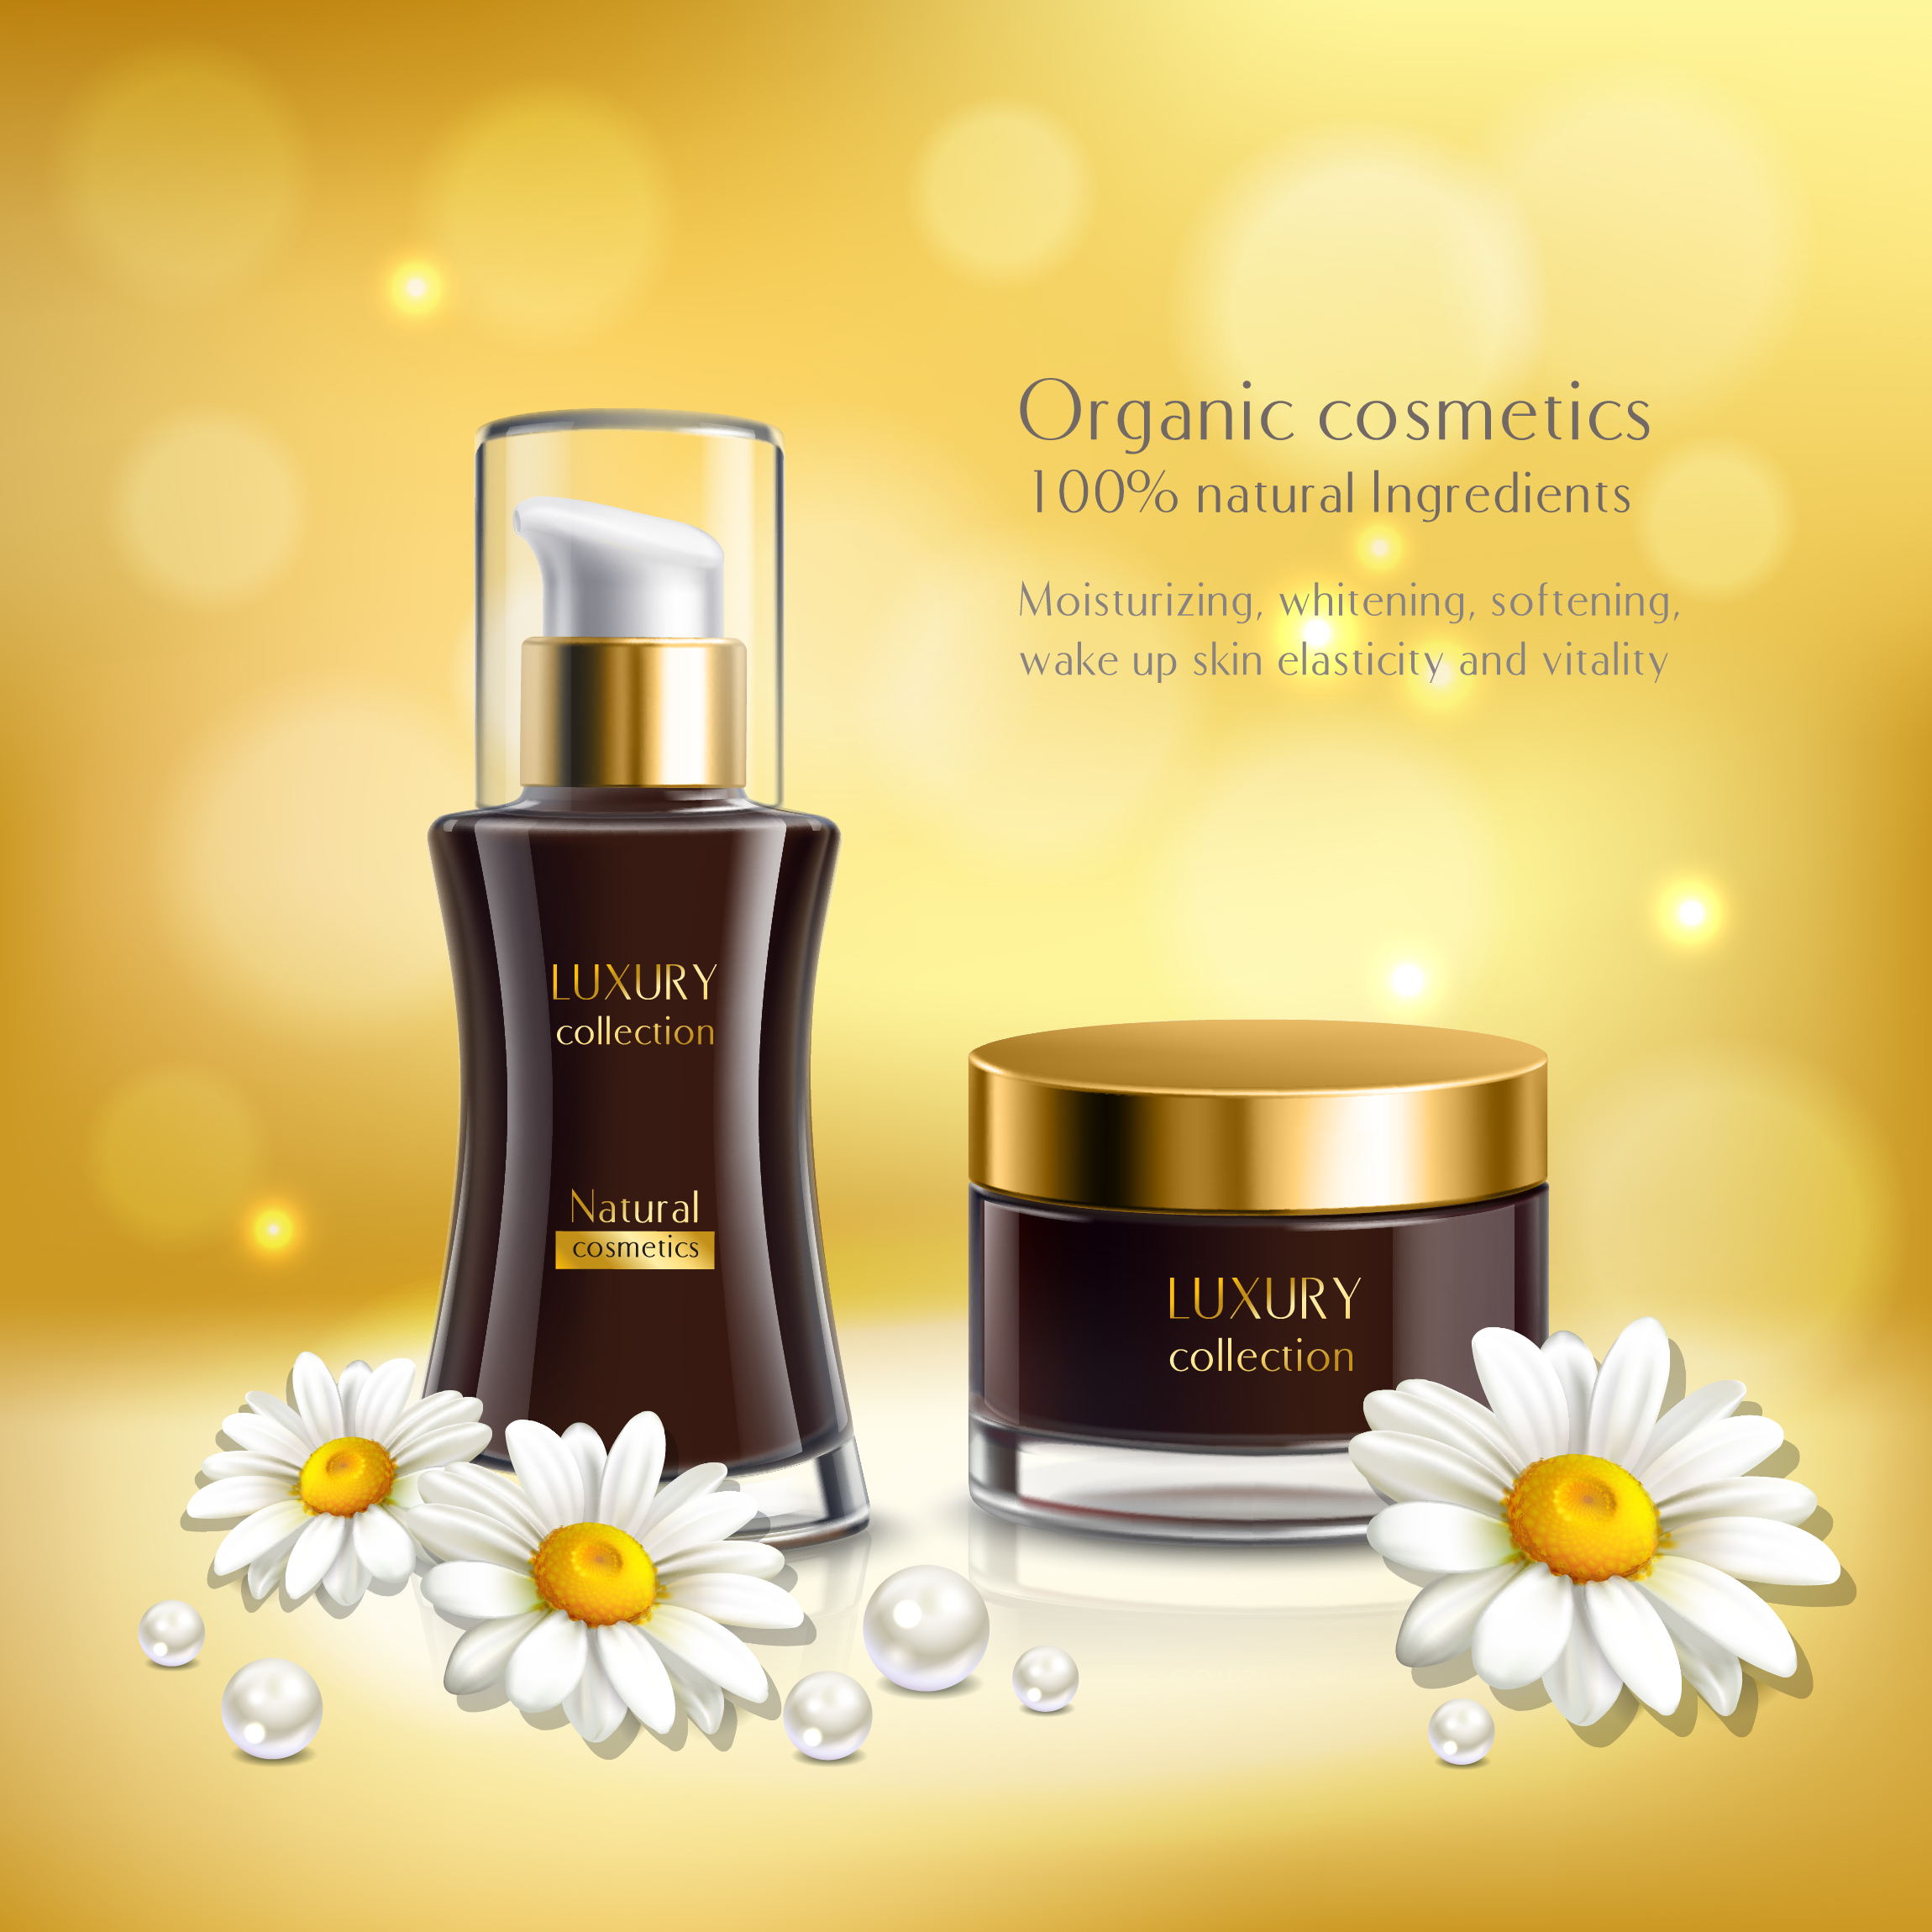 Organic cosmetics
100% natural Ingredients
Moisturizing, whitening, softening,
wake up skin elasticity and vitality
LUXURY
collection
Natural
cosmetics
LUXURY
collection